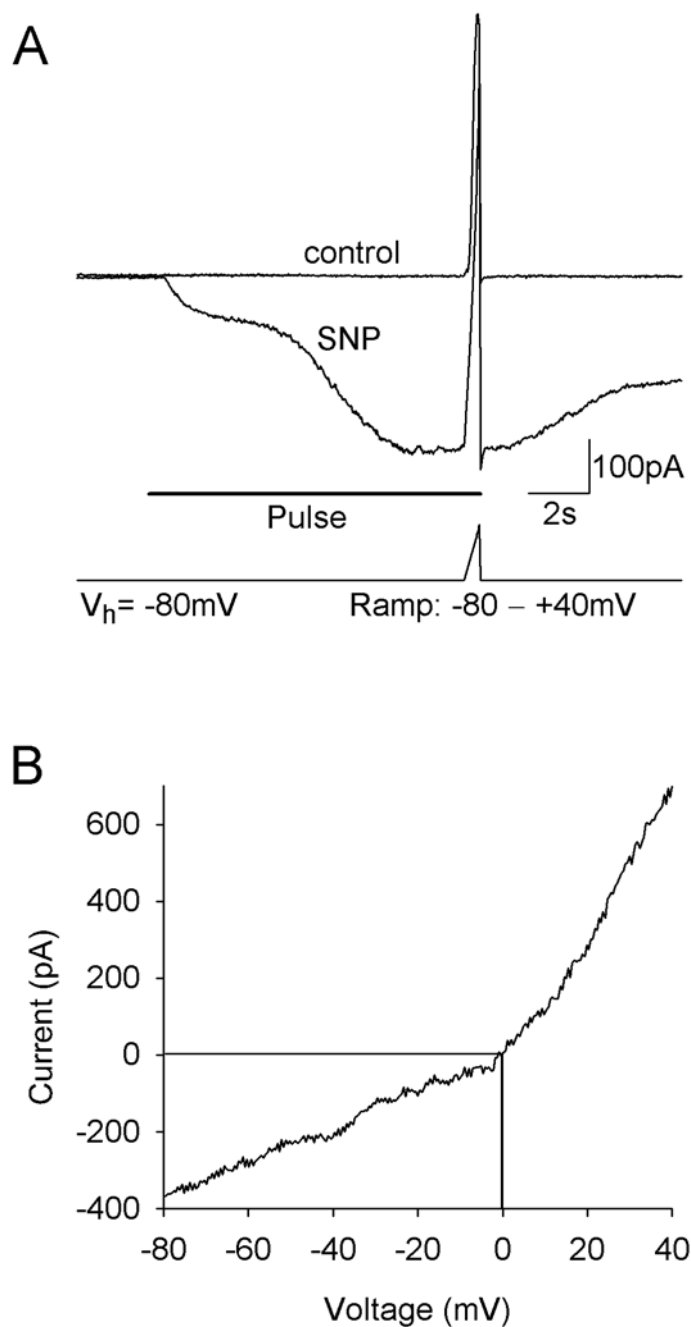 A
control
SNP
100pA
2s
Pulse
Vh= -80mV Ramp: -80 – +40mV
B
600
400
200
0
-200
-400
Current (pA)
-80 -60 -40 -20 0 20 40
Voltage (mV)